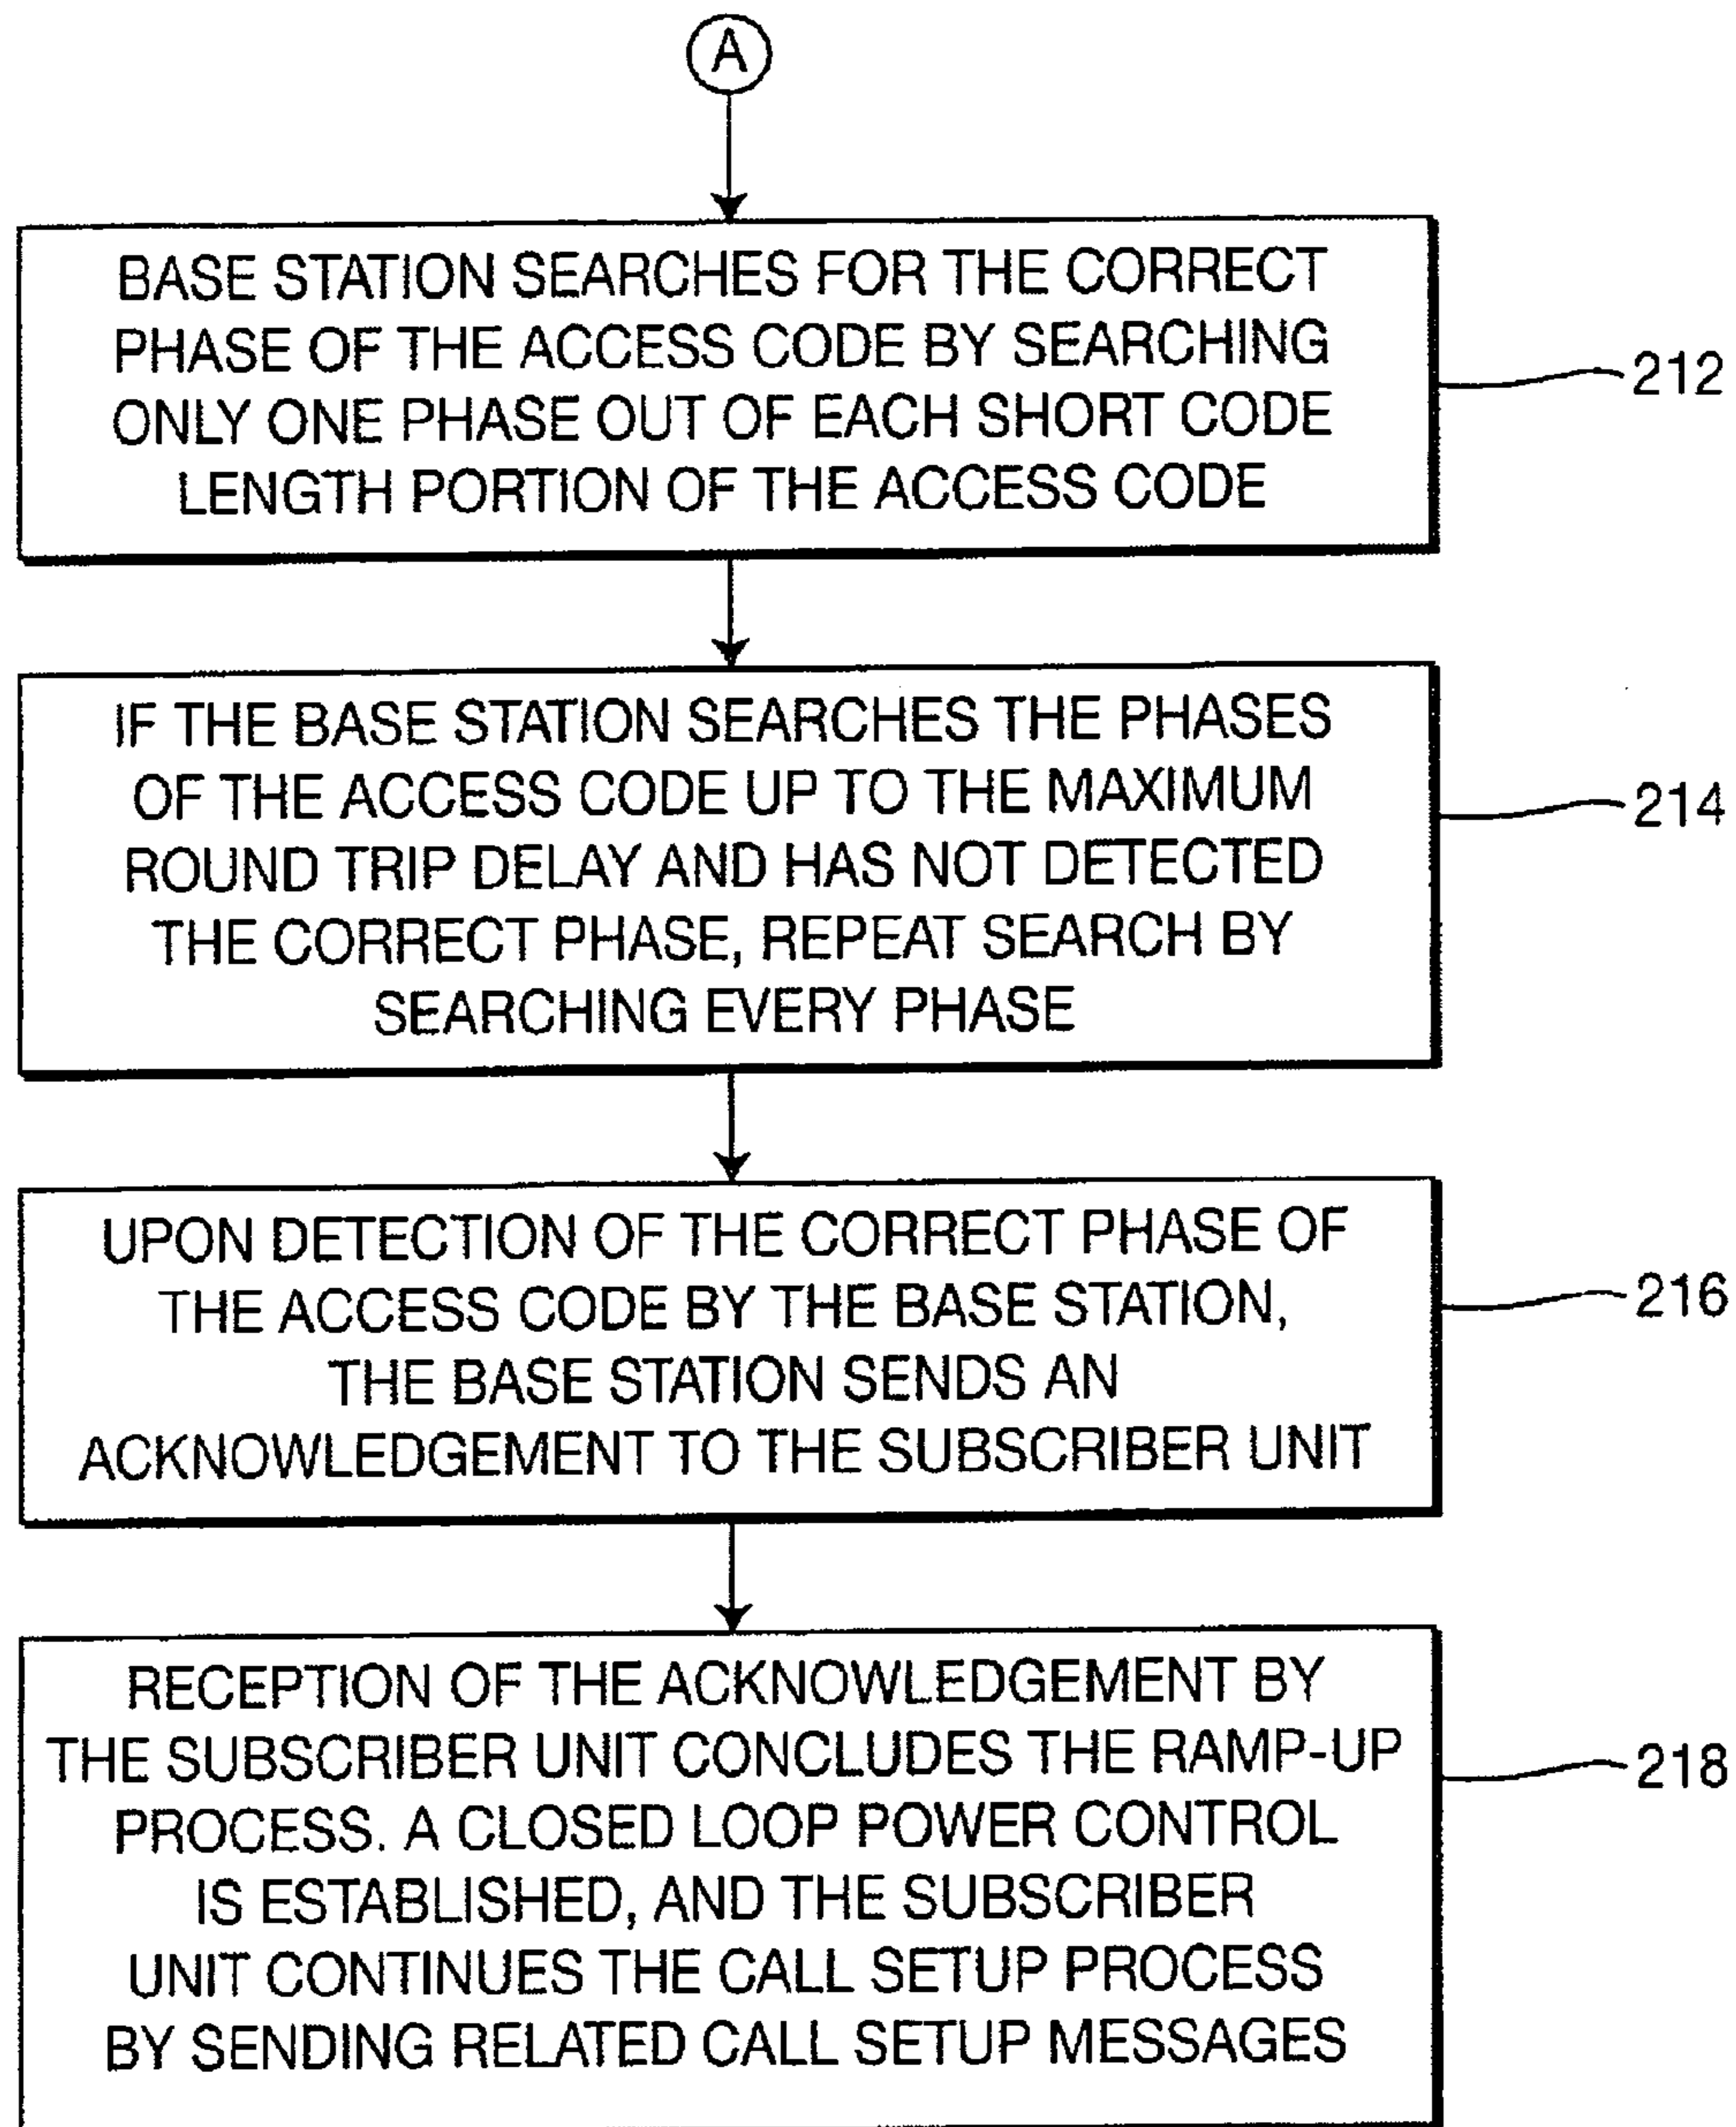 A
BASE STATION SEARCHES FOR THE CORRECT
PHASE OF THE ACCESS CODE BY SEARCHING
ONLY ONE PHASE OUT OF EACH SHORT CODE
LENGTH PORTION OF THE ACCESS CODE
212
IF THE BASE STATION SEARCHES THE PHASES
OF THE ACCESS CODE UP TO THE MAXIMUM
ROUND TRIP DELAY AND HAS NOT DETECTED
THE CORRECT PHASE, REPEAT SEARCH BY
SEARCHING EVERY PHASE
214
UPON DETECTION OF THE CORRECT PHASE OF
THE ACCESS CODE BY THE BASE STATION,
THE BASE STATION SENDS AN
ACKNOWLEDGEMENT TO THE SUBSCRIBER UNIT
216
RECEPTION OF THE ACKNOWLEDGEMENT BY
THE SUBSCRIBER UNIT CONCLUDES THE RAMP-UP
PROCESS. A CLOSED LOOP POWER CONTROL
IS ESTABLISHED, AND THE SUBSCRIBER
UNIT CONTINUES THE CALL SETUP PROCESS
BY SENDING RELATED CALL SETUP MESSAGES
218